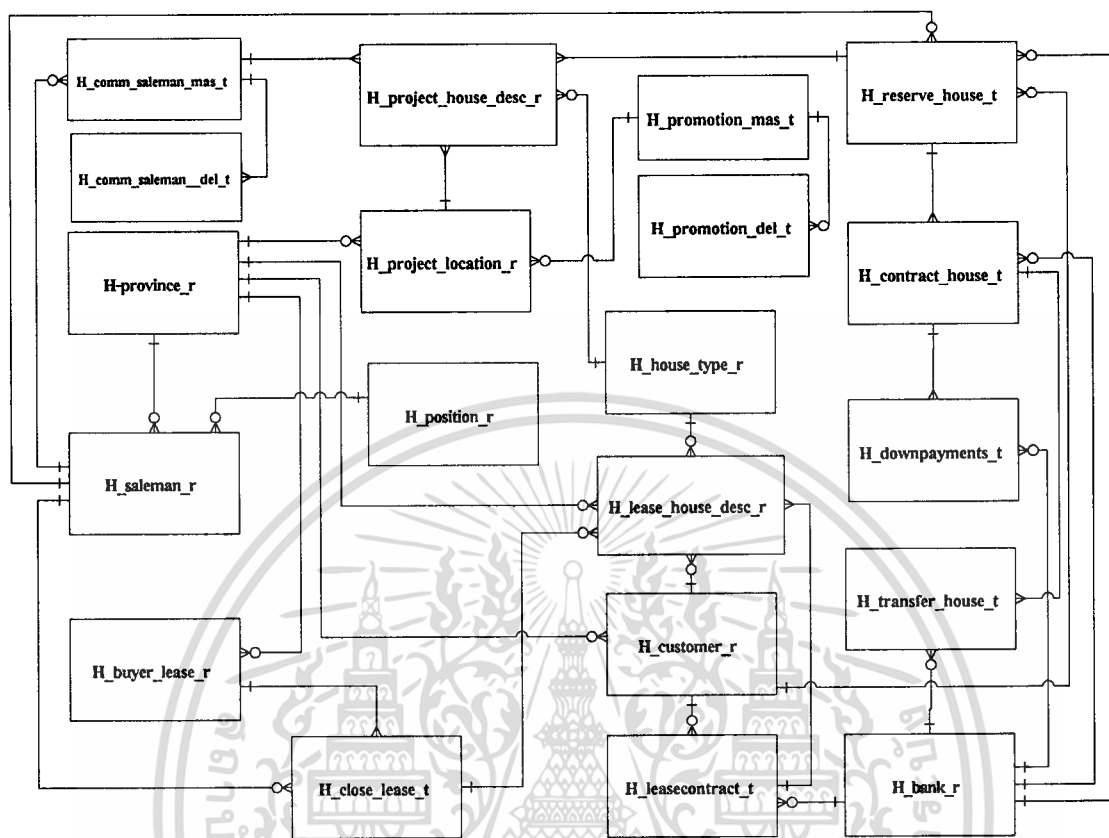 H_comm_saleman_mas_t
H_project_house_desc_r
H_reserve_house_t
H_promotion_mas_t
H_comm_saleman__del_t
H_promotion_del_t
H-province_r
H_project_location_r
H_contract_house_t
H_house_type_r
H_position_r
H_downpayments_t
H_saleman_r
H_lease_house_desc_r
H_transfer_house_t
H_customer_r
H_buyer_lease_r
H_close_lease_t
H_leasecontract_t
H_bank_r